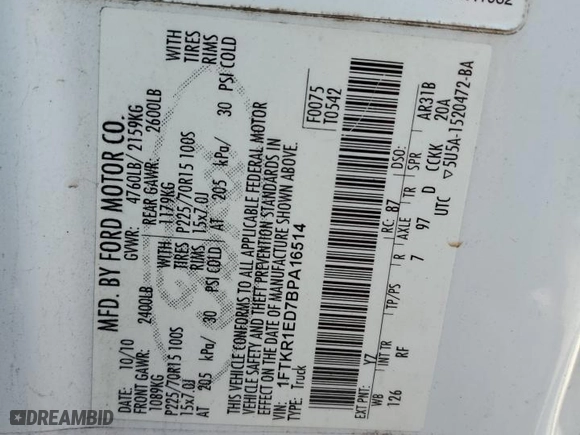 MFD. BY FORD MOTOR CO.
DATE: 10/10 GVWR: 4760LB/ 2159KG
FRONT GAWR: 2400LB REAR GAWR: 2600LB
1089KG WITH 1179KG WITH
P225/70R15 100S TIRES P225/70R15 100S TIRES
15x7.0J RIMS 15x7.0J RIMS
AT 205 kPa/ 30 PSI COLD AT 205 kPa/ 30 PSI COLD
THIS VEHICLE CONFORMS TO ALL APPLICABLE FEDERAL MOTOR
VEHICLE SAFETY AND THEFT PREVENTION STANDARDS IN
EFFECT ON THE DATE OF MANUFACTURE SHOWN ABOVE.
1FTKR1ED7BPA16514
TYPE: Truck
F0075
T0542
EXT PNT: YZ RC: B7 DSO: AR31B
WB INT TR TP/PS R AXLE TR SPR 20A
126 RF 7 97 D CCKK
UTC ▽5U5A-1520472-BA
DREAMBID